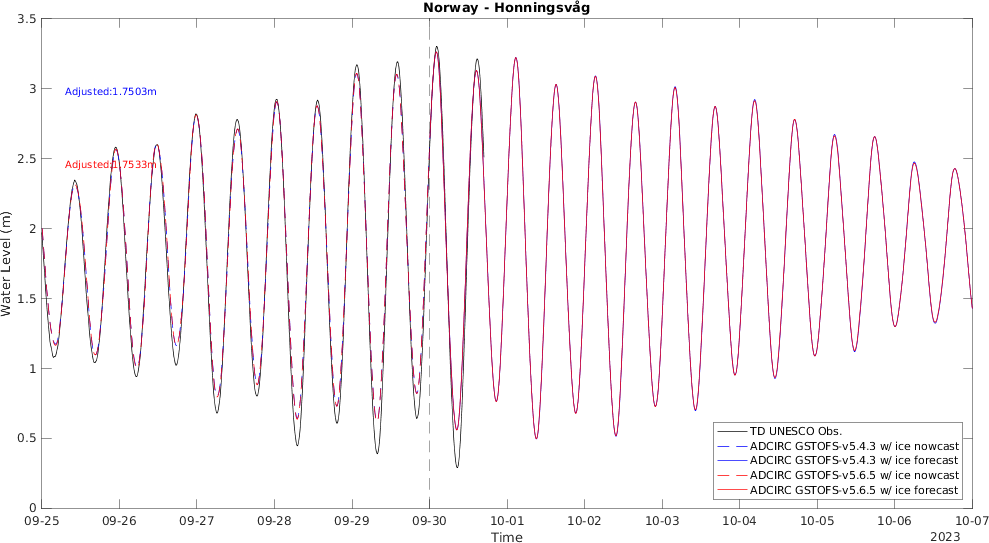 Norway - Honningsvåg
3.5
3
2.5
2
1.5
1
0.5
0
Water Level (m)
Adjusted:1.7503m
Adjusted:1.7533m
TD UNESCO Obs.
ADCIRC GSTOFS-v5.4.3 w/ ice nowcast
ADCIRC GSTOFS-v5.4.3 w/ ice forecast
ADCIRC GSTOFS-v5.6.5 w/ ice nowcast
ADCIRC GSTOFS-v5.6.5 w/ ice forecast
09-25 09-26 09-27 09-28 09-29 09-30 10-01 10-02 10-03 10-04 10-05 10-06 10-07
Time
2023